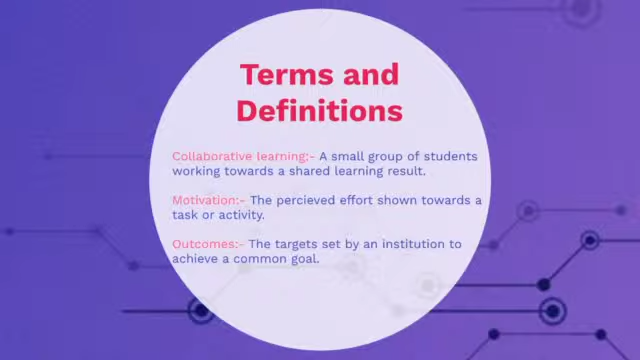 Terms and
Definitions
Collaborative learning:- A small group of students
working towards a shared learning result.
Motivation:- The percieved effort shown towards a
task or activity.
Outcomes:- The targets set by an institution to
achieve a common goal.